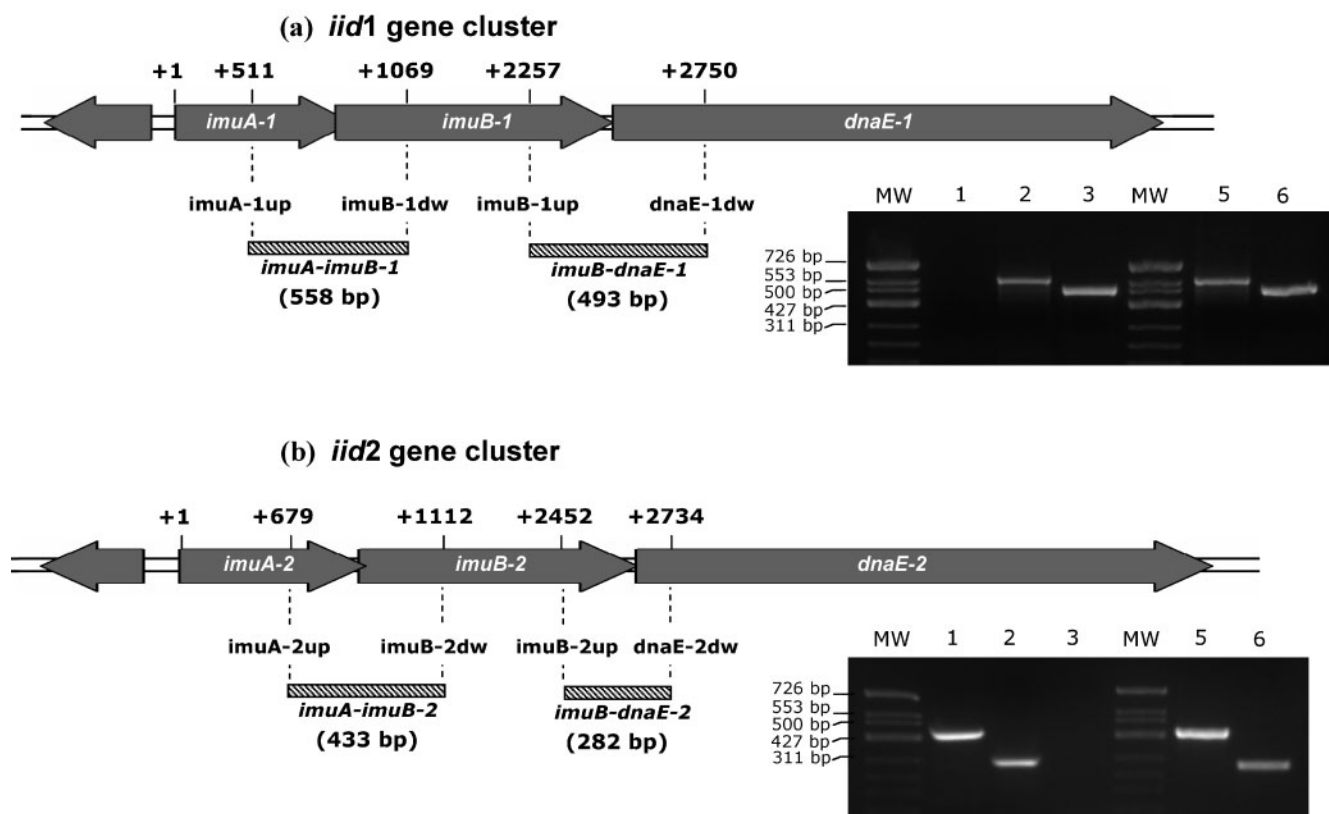 (a) iid1 gene cluster
+1 +511 +1069 +2257 +2750
imuA-1 imuB-1 dnaE-1
imuA-1up imuB-1dw imuB-1up dnaE-1dw
imuA-imuB-1 imuB-dnaE-1
(558 bp) (493 bp)
MW 1 2 3 MW 5 6
726 bp
553 bp
500 bp
427 bp
311 bp
(b) iid2 gene cluster
+1 +679 +1112 +2452 +2734
imuA-2 imuB-2 dnaE-2
imuA-2up imuB-2dw imuB-2up dnaE-2dw
imuA-imuB-2 imuB-dnaE-2
(433 bp) (282 bp)
MW 1 2 3 MW 5 6
726 bp
553 bp
500 bp
427 bp
311 bp